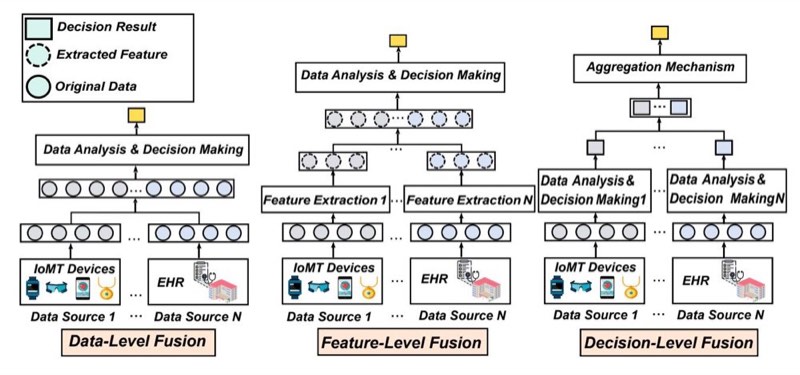 Decision Result
Extracted Feature
Original Data
Data Analysis & Decision Making
...
...
IoMT Devices
EHR
...
Data Source 1 ... Data Source N
Data-Level Fusion
Data Analysis & Decision Making
...
...
Feature Extraction 1 ... Feature Extraction N
...
IoMT Devices
EHR
...
Data Source 1 ... Data Source N
Feature-Level Fusion
Aggregation Mechanism
...
...
Data Analysis &
Decision Making1
...
Data Analysis &
Decision MakingN
...
IoMT Devices
EHR
...
Data Source 1 ... Data Source N
Decision-Level Fusion